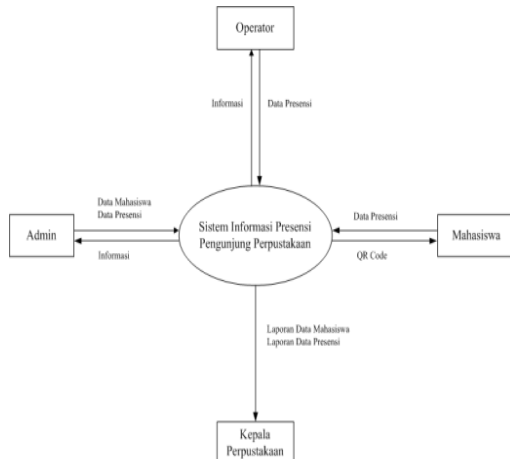 Operator
Informasi
Data Presensi
Data Mahasiswa
Data Presensi
Admin
Informasi
Sistem Informasi Presensi
Pengunjung Perpustakaan
Data Presensi
Mahasiswa
QR Code
Laporan Data Mahasiswa
Laporan Data Presensi
Kepala
Perpustakaan